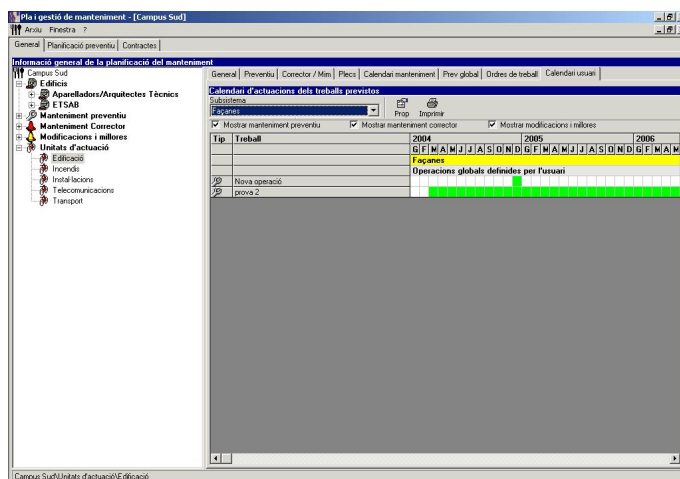 Pla i gestió de manteniment - [Campus Sud]
Arxiu Finestra ?
General Planificació preventiu Contractes
Informació general de la planificació del manteniment
Campus Sud
Edificis
Aparelladors/Arquitectes Tècnics
ETSAB
Manteniment preventiu
Manteniment Corrector
Modificacions i millores
Unitats d'actuació
Edificació
Incendis
Instal·lacions
Telecomunicacions
Transport
General Preventiu Corrector / Mim Plecs Calendari manteniment Prev global Ordres de treball Calendari usuari
Calendari d'actuacions dels treballs previstos
Subsistema
Façanes
Prop Imprimir
Mostrar manteniment preventiu Mostrar manteniment corrector Mostrar modificacions i millores
Tip Treball 2004 2005 2006
G F M A M J J A S O N D G F M A M J J A S O N D G F M A M
Façanes
Operacions globals definides per l'usuari
Nova operació
prova 2
Campus Sud\Unitats d'actuació\Edificació